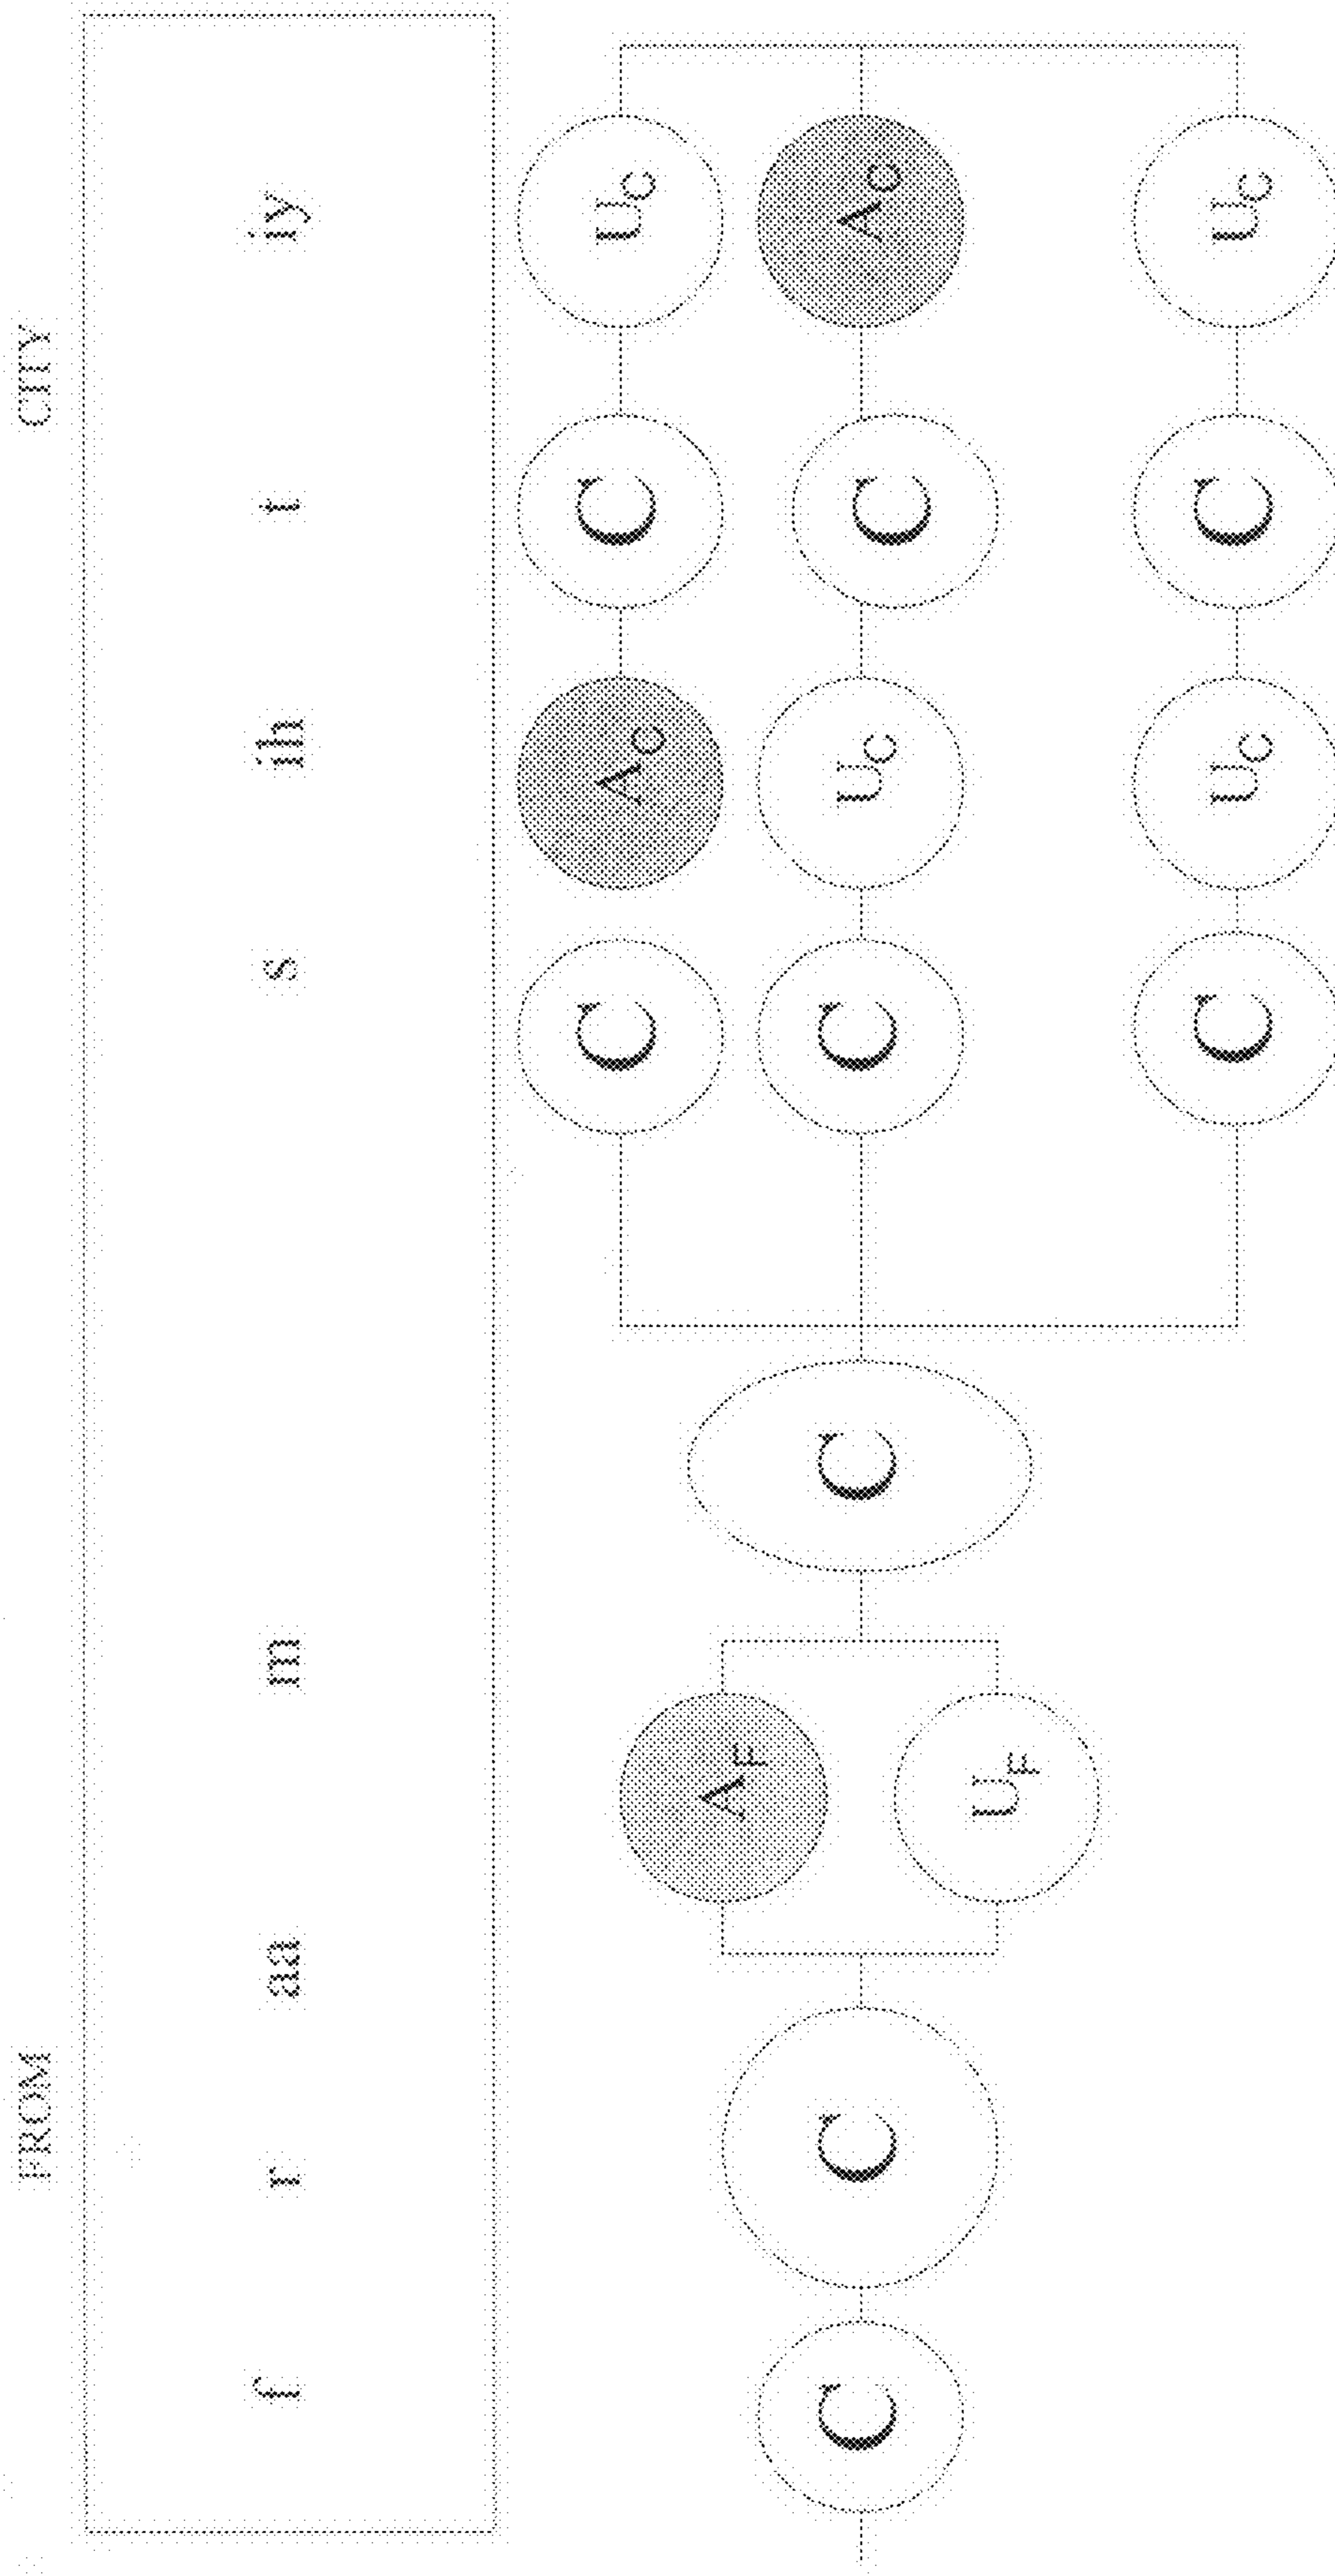 FROM CITY
f r aa m s ih t iy
C A_C C U_C
A_F
C C C C U_C C A_C
U_F
C U_C C U_C